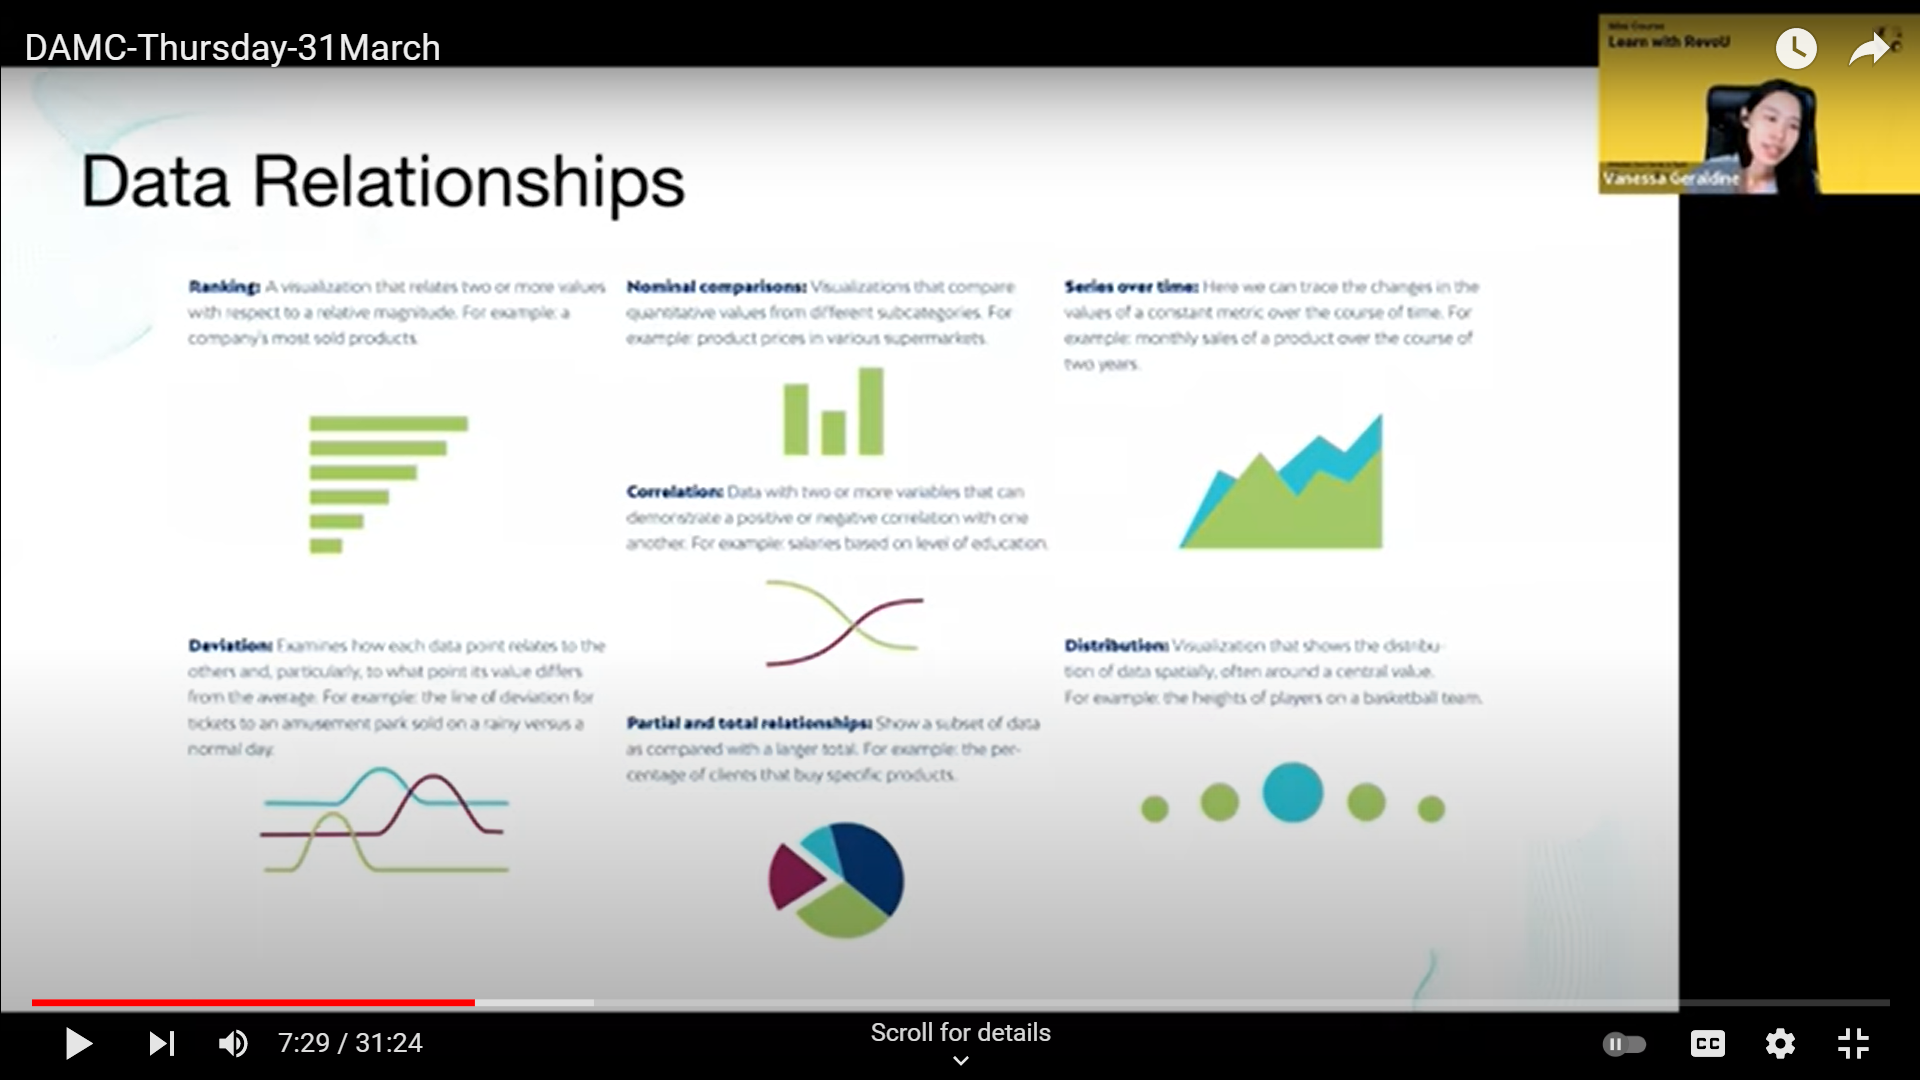 DAMC-Thursday-31March
Mini Course
Learn with RevoU
Vanessa Geraldine
Data Relationships
Ranking: A visualization that relates two or more values
with respect to a relative magnitude. For example: a
company's most sold products.
Nominal comparisons: Visualizations that compare
quantitative values from different subcategories. For
example: product prices in various supermarkets.
Series over time: Here we can trace the changes in the
values of a constant metric over the course of time. For
example: monthly sales of a product over the course of
two years.
Correlation: Data with two or more variables that can
demonstrate a positive or negative correlation with one
another. For example: salaries based on level of education.
Deviation: Examines how each data point relates to the
others and, particularly, to what point its value differs
from the average. For example: the line of deviation for
tickets to an amusement park sold on a rainy versus a
normal day.
Partial and total relationships: Show a subset of data
as compared with a larger total. For example: the per-
centage of clients that buy specific products.
Distribution: Visualization that shows the distribu-
tion of data spatially, often around a central value.
For example: the heights of players on a basketball team.
7:29 / 31:24
Scroll for details
CC